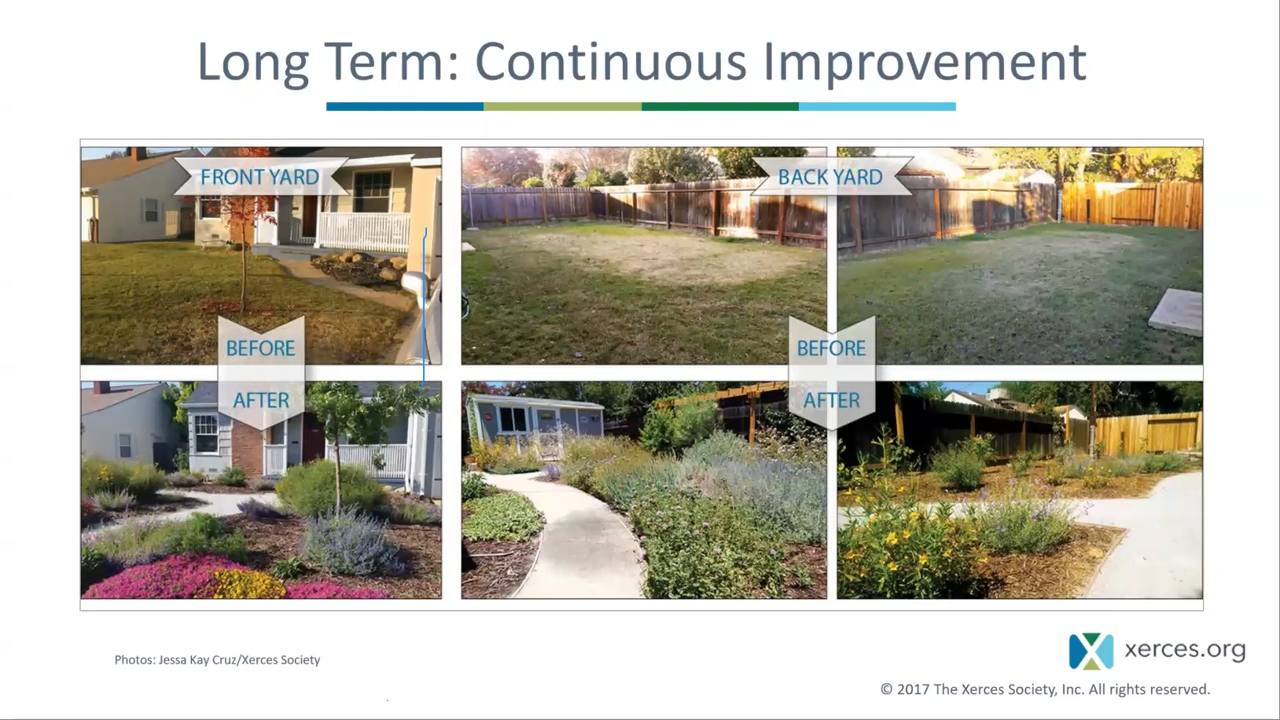 Long Term: Continuous Improvement
FRONT YARD
BACK YARD
BEFORE
BEFORE
AFTER
AFTER
Photos: Jessa Kay Cruz/Xerces Society
xerces.org
© 2017 The Xerces Society, Inc. All rights reserved.